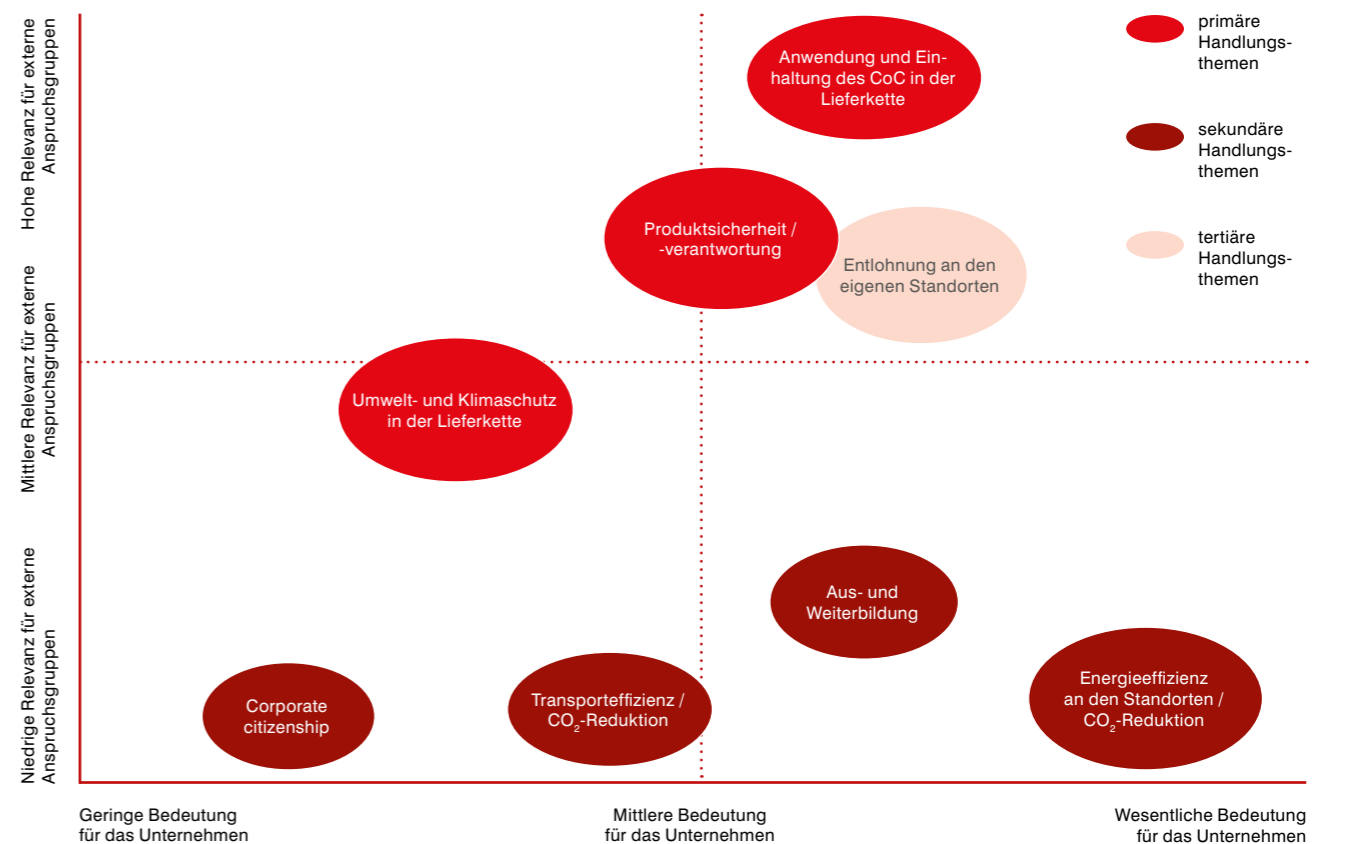 Hohe Relevanz für externe
Anspruchsgruppen
Mittlere Relevanz für externe
Anspruchsgruppen
Niedrige Relevanz für externe
Anspruchsgruppen
Anwendung und Ein-
haltung des CoC in der
Lieferkette
Produktsicherheit /
-verantwortung
Entlohnung an den
eigenen Standorten
Umwelt- und Klimaschutz
in der Lieferkette
Aus- und
Weiterbildung
Corporate
citizenship
Transporteffizienz /
CO₂-Reduktion
Energieeffizienz
an den Standorten /
CO₂-Reduktion
primäre
Handlungs-
themen
sekundäre
Handlungs-
themen
tertiäre
Handlungs-
themen
Geringe Bedeutung
für das Unternehmen
Mittlere Bedeutung
für das Unternehmen
Wesentliche Bedeutung
für das Unternehmen